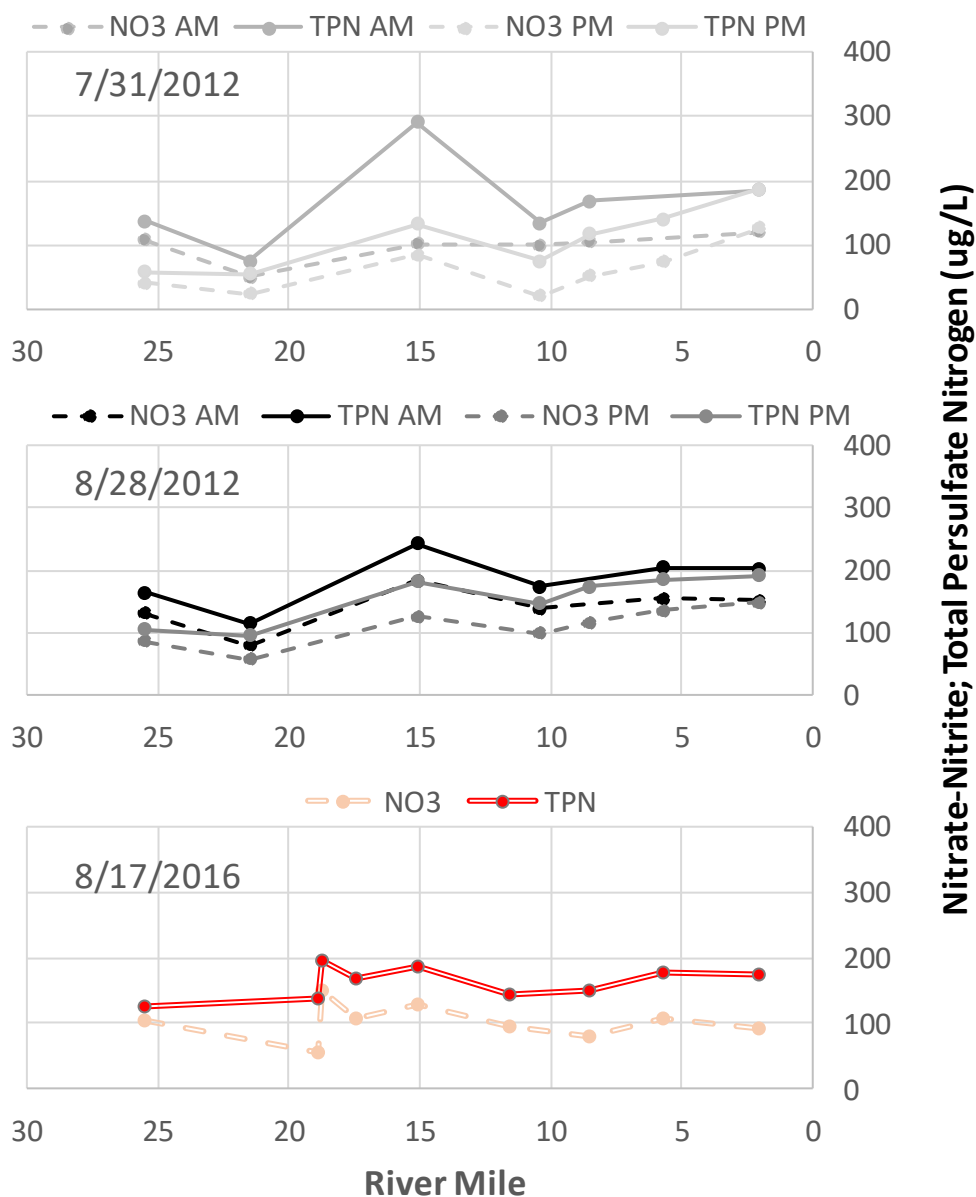 NO3 AM TPN AM NO3 PM TPN PM
400
7/31/2012
300
200
100
0
30 25 20 15 10 5 0
NO3 AM TPN AM NO3 PM TPN PM
400
8/28/2012
300
200
100
0
30 25 20 15 10 5 0
NO3 TPN
400
8/17/2016
300
200
100
0
30 25 20 15 10 5 0
River Mile
Nitrate-Nitrite; Total Persulfate Nitrogen (ug/L)